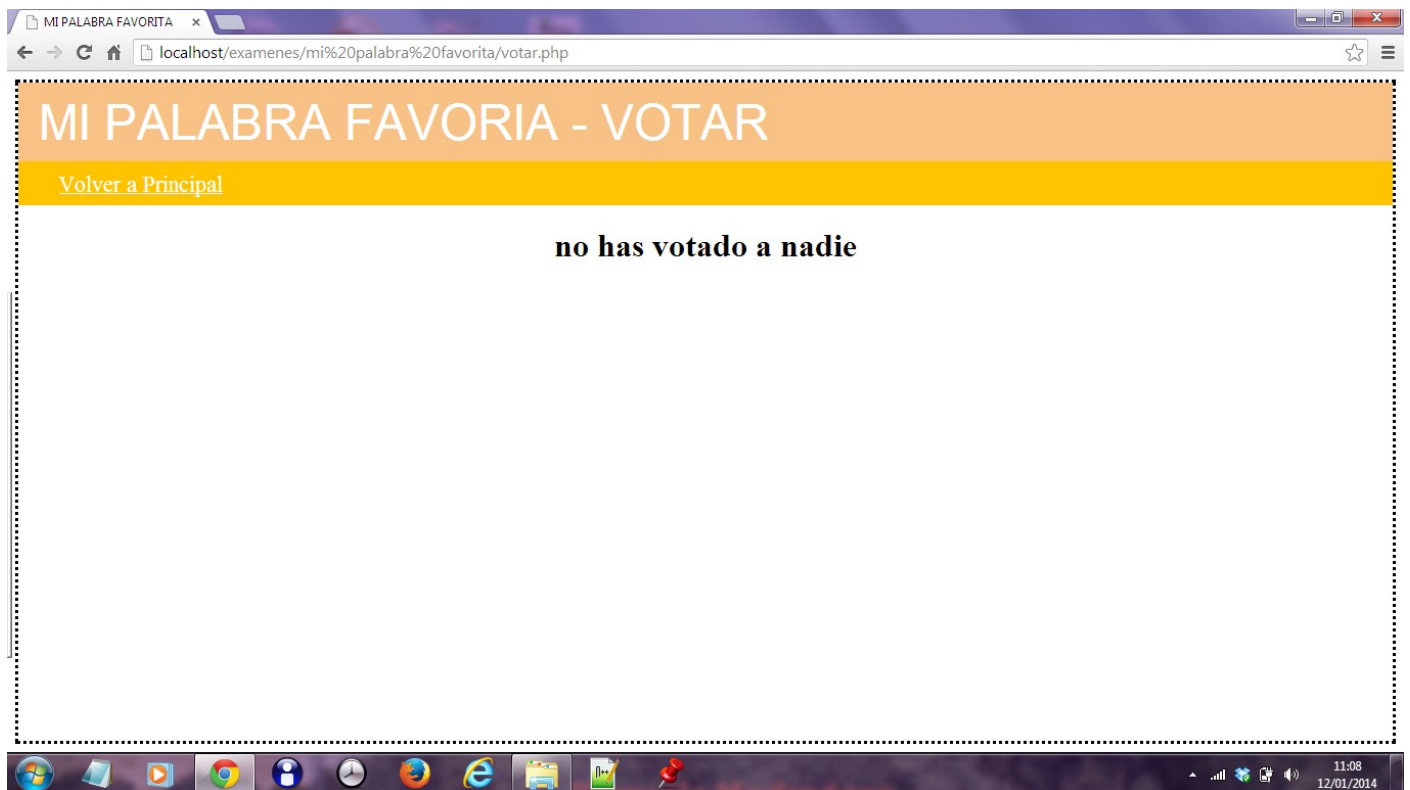 MI PALABRA FAVORITA
localhost/examenes/mi%20palabra%20favorita/votar.php
MI PALABRA FAVORIA - VOTAR
Volver a Principal
no has votado a nadie
11:08
12/01/2014